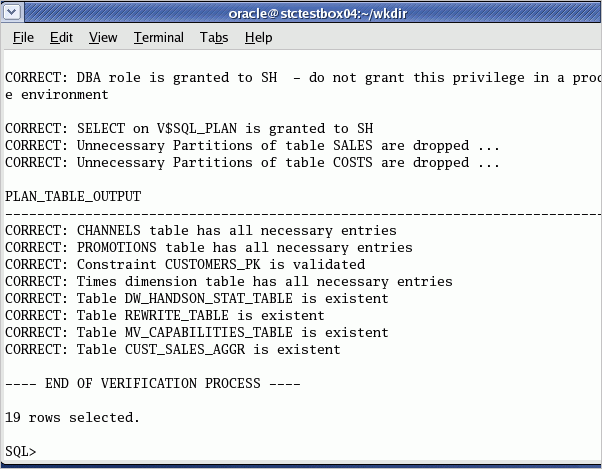 oracle@stctestbox04:~/wkdir
File Edit View Terminal Tabs Help
CORRECT: DBA role is granted to SH - do not grant this privilege in a proc
e environment
CORRECT: SELECT on V$SQL_PLAN is granted to SH
CORRECT: Unnecessary Partitions of table SALES are dropped ...
CORRECT: Unnecessary Partitions of table COSTS are dropped ...
PLAN_TABLE_OUTPUT
--------------------------------------------------------------------------------
CORRECT: CHANNELS table has all necessary entries
CORRECT: PROMOTIONS table has all necessary entries
CORRECT: Constraint CUSTOMERS_PK is validated
CORRECT: Times dimension table has all necessary entries
CORRECT: Table DW_HANDSON_STAT_TABLE is existent
CORRECT: Table REWRITE_TABLE is existent
CORRECT: Table MV_CAPABILITIES_TABLE is existent
CORRECT: Table CUST_SALES_AGGR is existent
---- END OF VERIFICATION PROCESS ----
19 rows selected.
SQL>